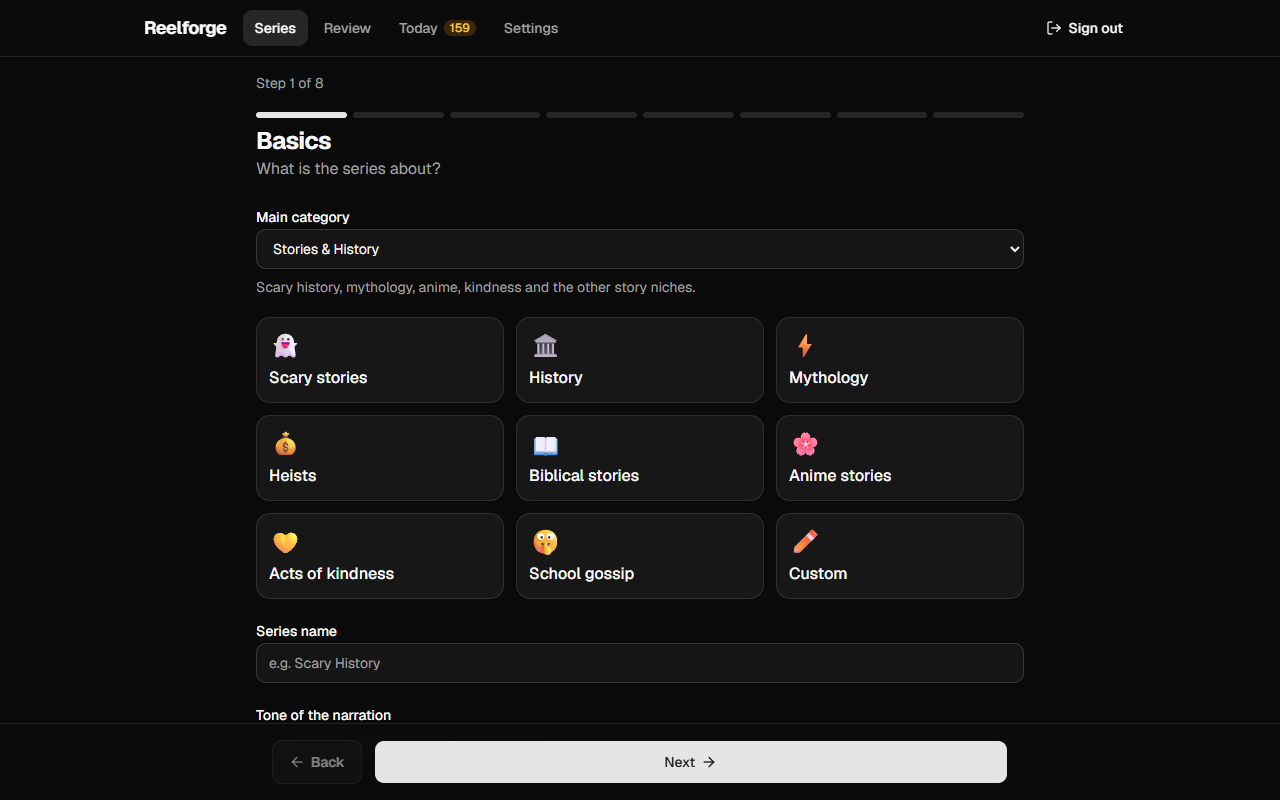 Reelforge
Series
Review
Today 159
Settings
Sign out
Step 1 of 8
Basics
What is the series about?
Main category
Stories & History
Scary history, mythology, anime, kindness and the other story niches.
Scary stories
History
Mythology
Heists
Biblical stories
Anime stories
Acts of kindness
School gossip
Custom
Series name
e.g. Scary History
Tone of the narration
← Back
Next →